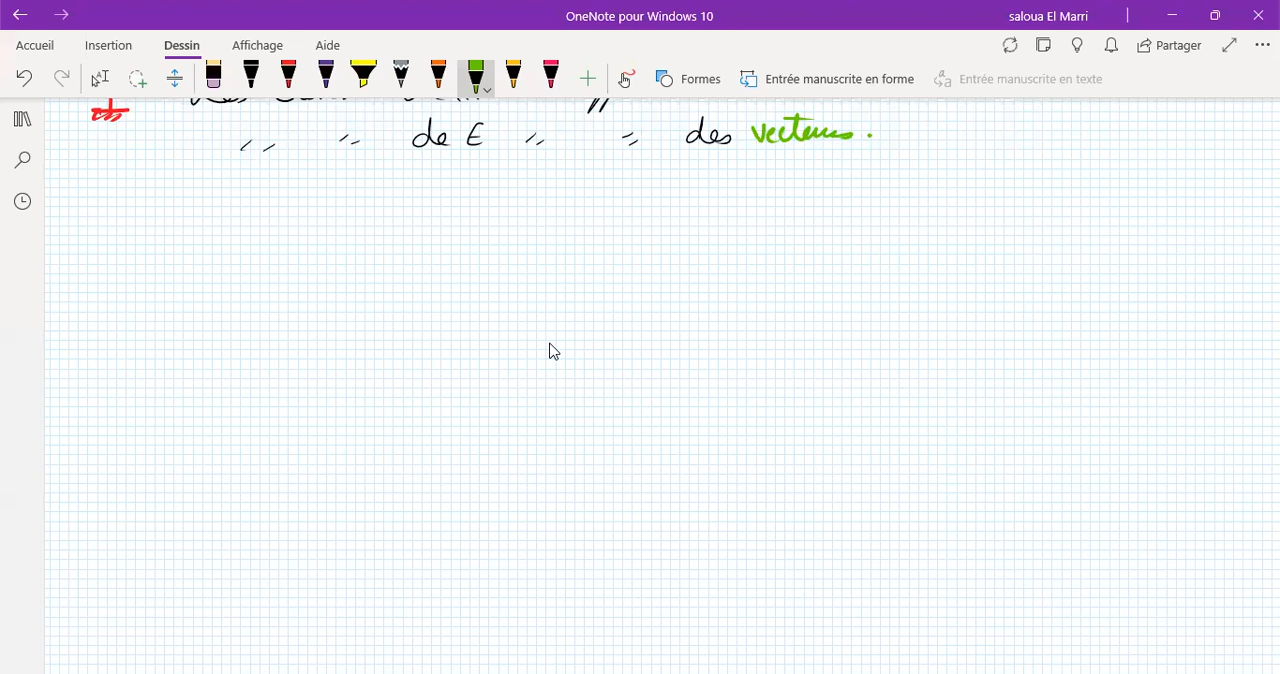 OneNote pour Windows 10 saloua El Marri
Accueil Insertion Dessin Affichage Aide Partager
Formes Entrée manuscrite en forme Entrée manuscrite en texte
〃 〃 de E 〃 〃 des vecteurs.